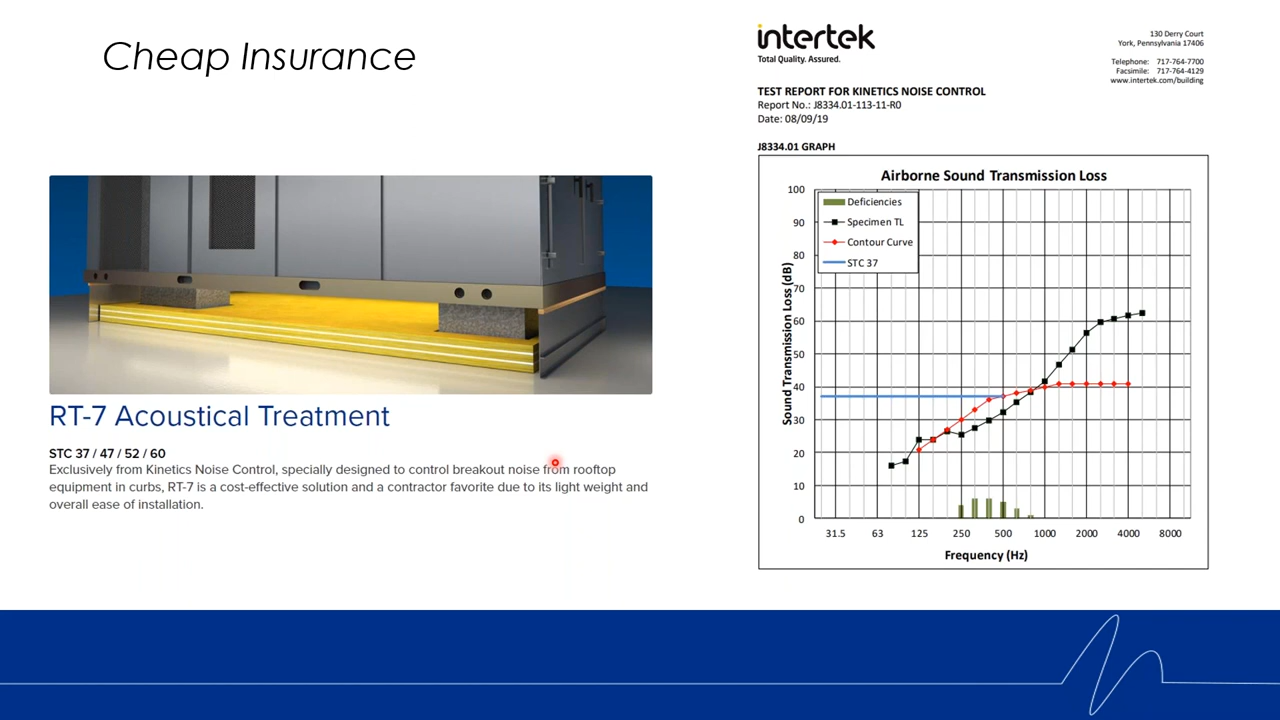 Cheap Insurance
RT-7 Acoustical Treatment
STC 37 / 47 / 52 / 60
Exclusively from Kinetics Noise Control, specially designed to control breakout noise from rooftop
equipment in curbs, RT-7 is a cost-effective solution and a contractor favorite due to its light weight and
overall ease of installation.
intertek
Total Quality. Assured.
130 Derry Court
York, Pennsylvania 17406
Telephone: 717-764-7700
Facsimile: 717-764-4129
www.intertek.com/building
TEST REPORT FOR KINETICS NOISE CONTROL
Report No.: J8334.01-113-11-R0
Date: 08/09/19
J8334.01 GRAPH
Airborne Sound Transmission Loss
Deficiencies
Specimen TL
Contour Curve
STC 37
Sound Transmission Loss (dB)
100
90
80
70
60
50
40
30
20
10
0
31.5 63 125 250 500 1000 2000 4000 8000
Frequency (Hz)